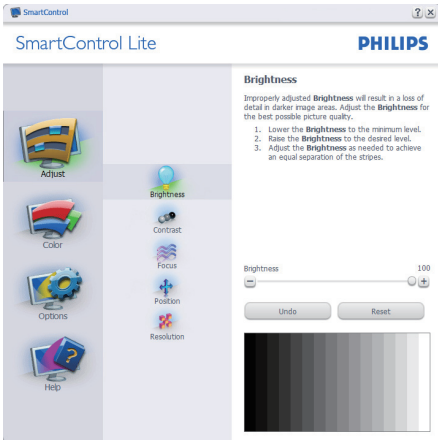 SmartControl
? ×
SmartControl Lite
PHILIPS
Adjust
Color
Options
Help
Brightness
Contrast
Focus
Position
Resolution
Brightness
Improperly adjusted Brightness will result in a loss of
detail in darker image areas. Adjust the Brightness for
the best possible picture quality.
1. Lower the Brightness to the minimum level.
2. Raise the Brightness to the desired level.
3. Adjust the Brightness as needed to achieve
an equal separation of the stripes.
Brightness 100
Undo Reset